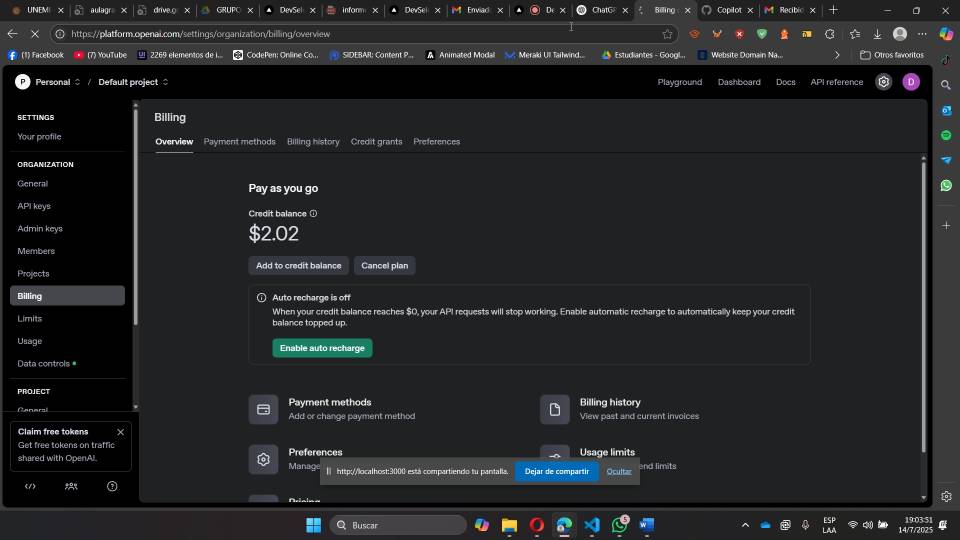 UNEMI
aulagra
drive.go
GRUPO
DevSele
inform
DevSele
Enviado
De
ChatGP
Billing
Copilot
Recibid
https://platform.openai.com/settings/organization/billing/overview
(1) Facebook
(7) YouTube
2269 elementos de i...
CodePen: Online Co...
SIDEBAR: Content P...
Animated Modal
Meraki UI Tailwind...
Estudiantes - Googl...
Website Domain Na...
Otros favoritos
P Personal / Default project
Playground
Dashboard
Docs
API reference
D
SETTINGS
Your profile
ORGANIZATION
General
API keys
Admin keys
Members
Projects
Billing
Limits
Usage
Data controls
PROJECT
General
Claim free tokens
Get free tokens on traffic
shared with OpenAI.
Billing
Overview
Payment methods
Billing history
Credit grants
Preferences
Pay as you go
Credit balance
$2.02
Add to credit balance
Cancel plan
Auto recharge is off
When your credit balance reaches $0, your API requests will stop working. Enable automatic recharge to automatically keep your credit
balance topped up.
Enable auto recharge
Payment methods
Add or change payment method
Billing history
View past and current invoices
Preferences
Manage
Usage limits
end limits
Pricing
http://localhost:3000 está compartiendo tu pantalla.
Dejar de compartir
Ocultar
Buscar
5
ESP
LAA
19:03:51
14/7/2025